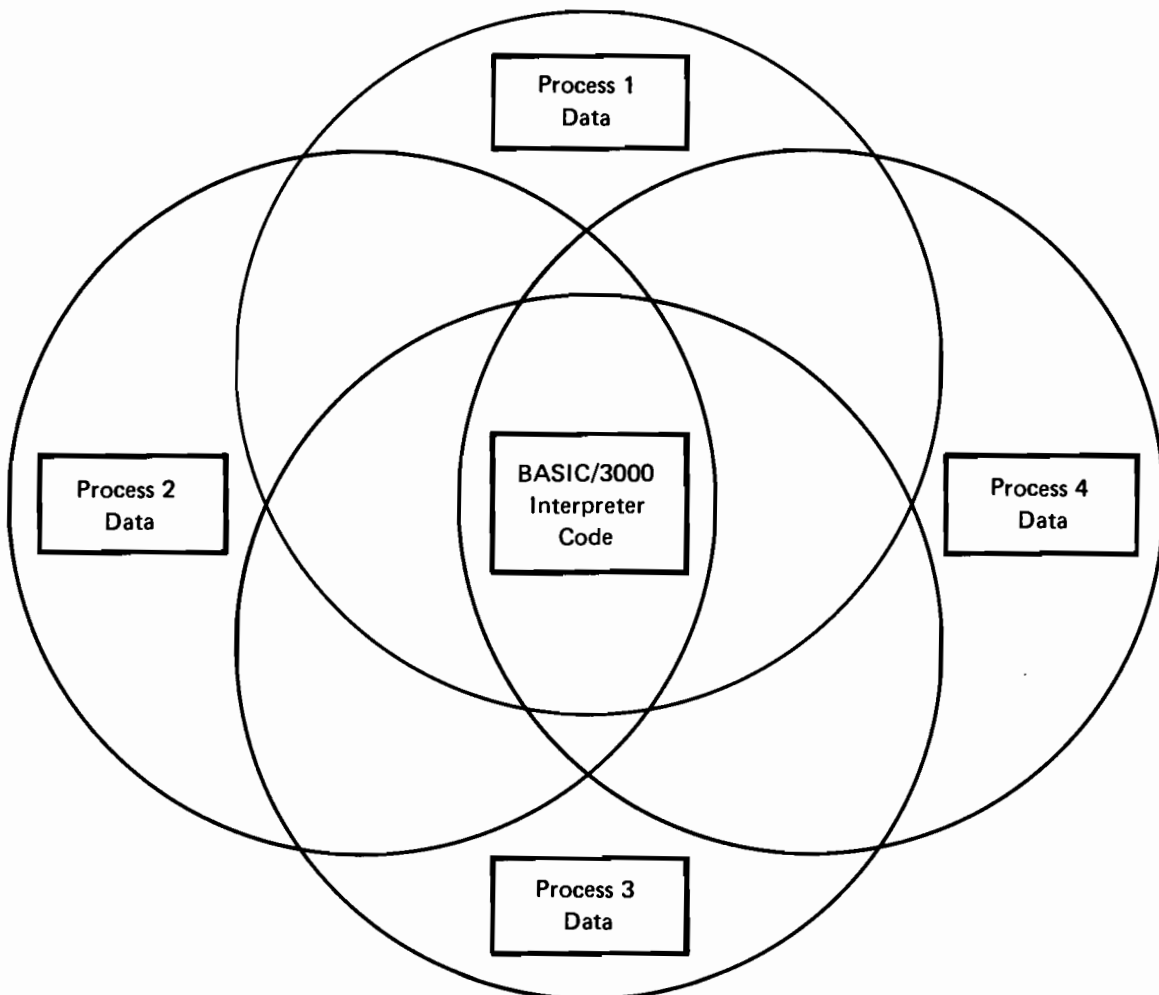 Process 1
Data
Process 2
Data
BASIC/3000
Interpreter
Code
Process 4
Data
Process 3
Data